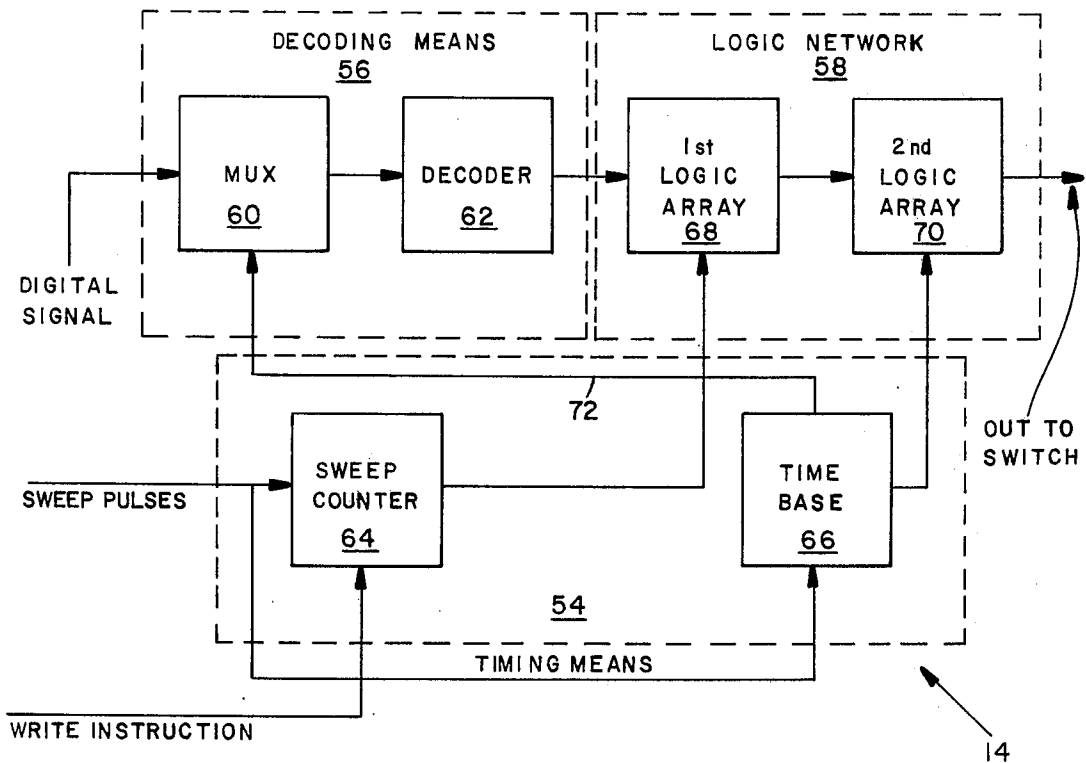 DECODING MEANS
56
LOGIC NETWORK
58
MUX
60
DECODER
62
1st
LOGIC
ARRAY
68
2nd
LOGIC
ARRAY
70
DIGITAL
SIGNAL
72
OUT TO
SWITCH
SWEEP PULSES
SWEEP
COUNTER
64
TIME
BASE
66
54
TIMING MEANS
WRITE INSTRUCTION
14